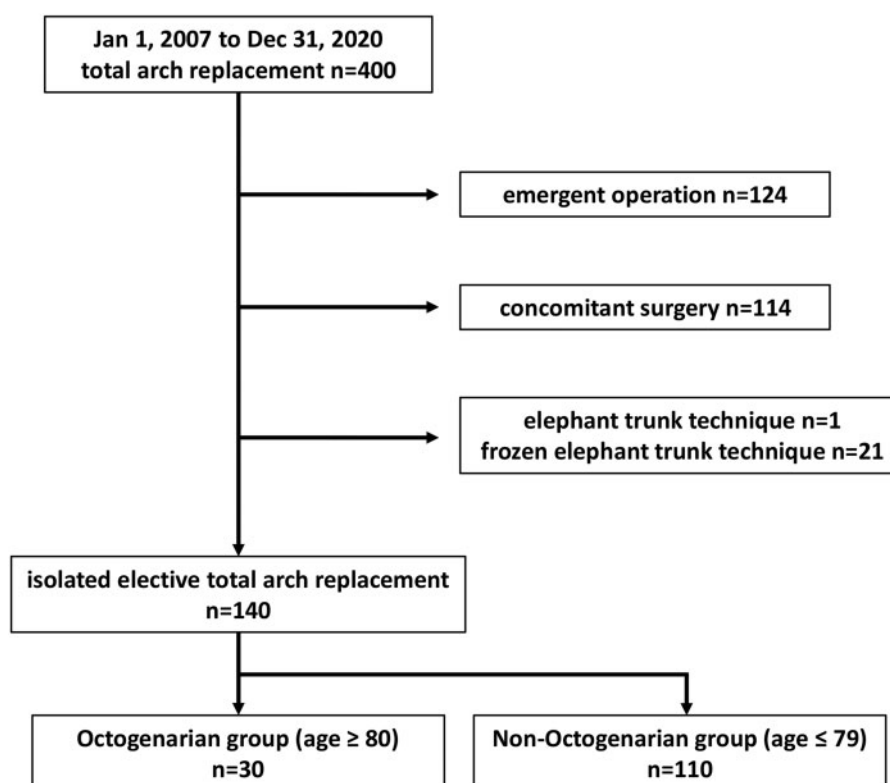 Jan 1, 2007 to Dec 31, 2020
total arch replacement n=400
emergent operation n=124
concomitant surgery n=114
elephant trunk technique n=1
frozen elephant trunk technique n=21
isolated elective total arch replacement
n=140
Octogenarian group (age ≥ 80)
n=30
Non-Octogenarian group (age ≤ 79)
n=110